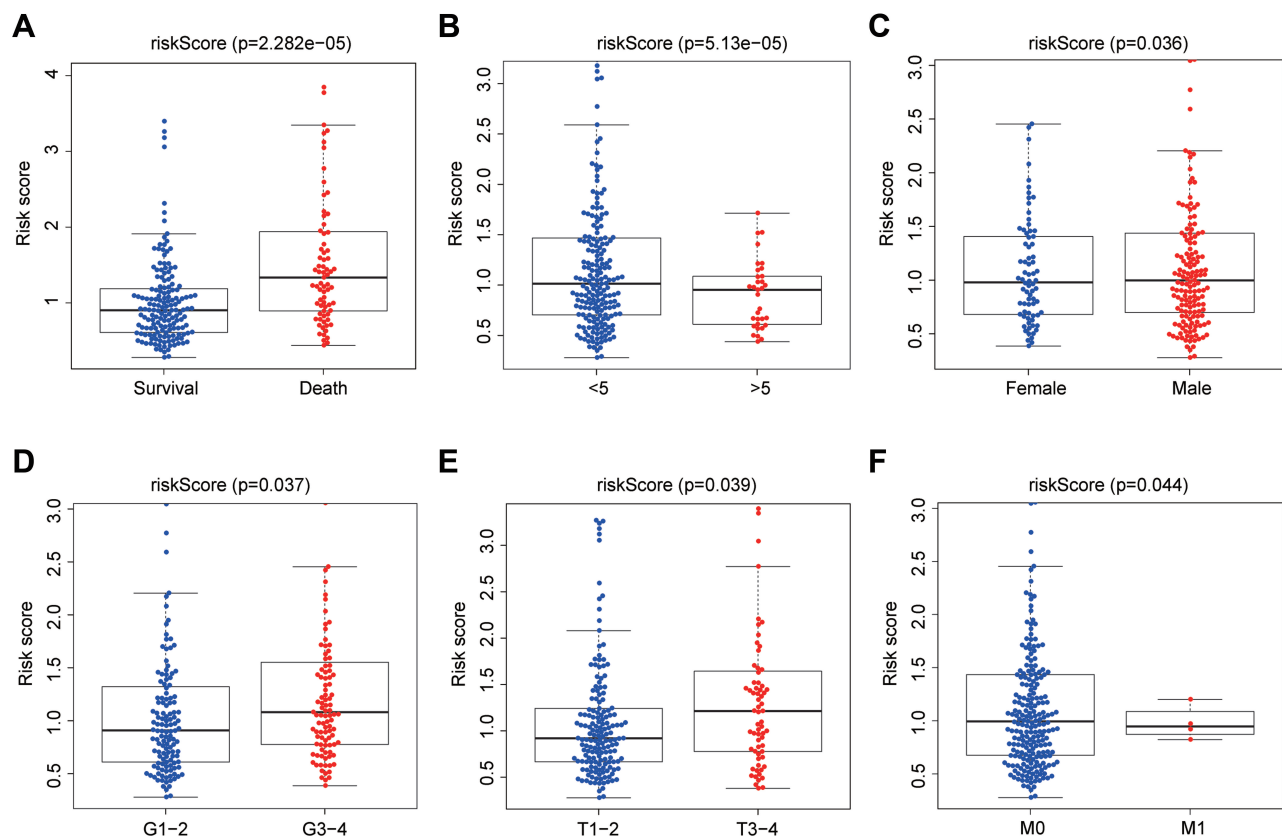 A
riskScore (p=2.282e−05)
Risk score
4
3
2
1
Survival
Death
B
riskScore (p=5.13e−05)
Risk score
3.0
2.5
2.0
1.5
1.0
0.5
<5
>5
C
riskScore (p=0.036)
Risk score
3.0
2.5
2.0
1.5
1.0
0.5
Female
Male
D
riskScore (p=0.037)
Risk score
3.0
2.5
2.0
1.5
1.0
0.5
G1−2
G3−4
E
riskScore (p=0.039)
Risk score
3.0
2.5
2.0
1.5
1.0
0.5
T1−2
T3−4
F
riskScore (p=0.044)
Risk score
3.0
2.5
2.0
1.5
1.0
0.5
M0
M1